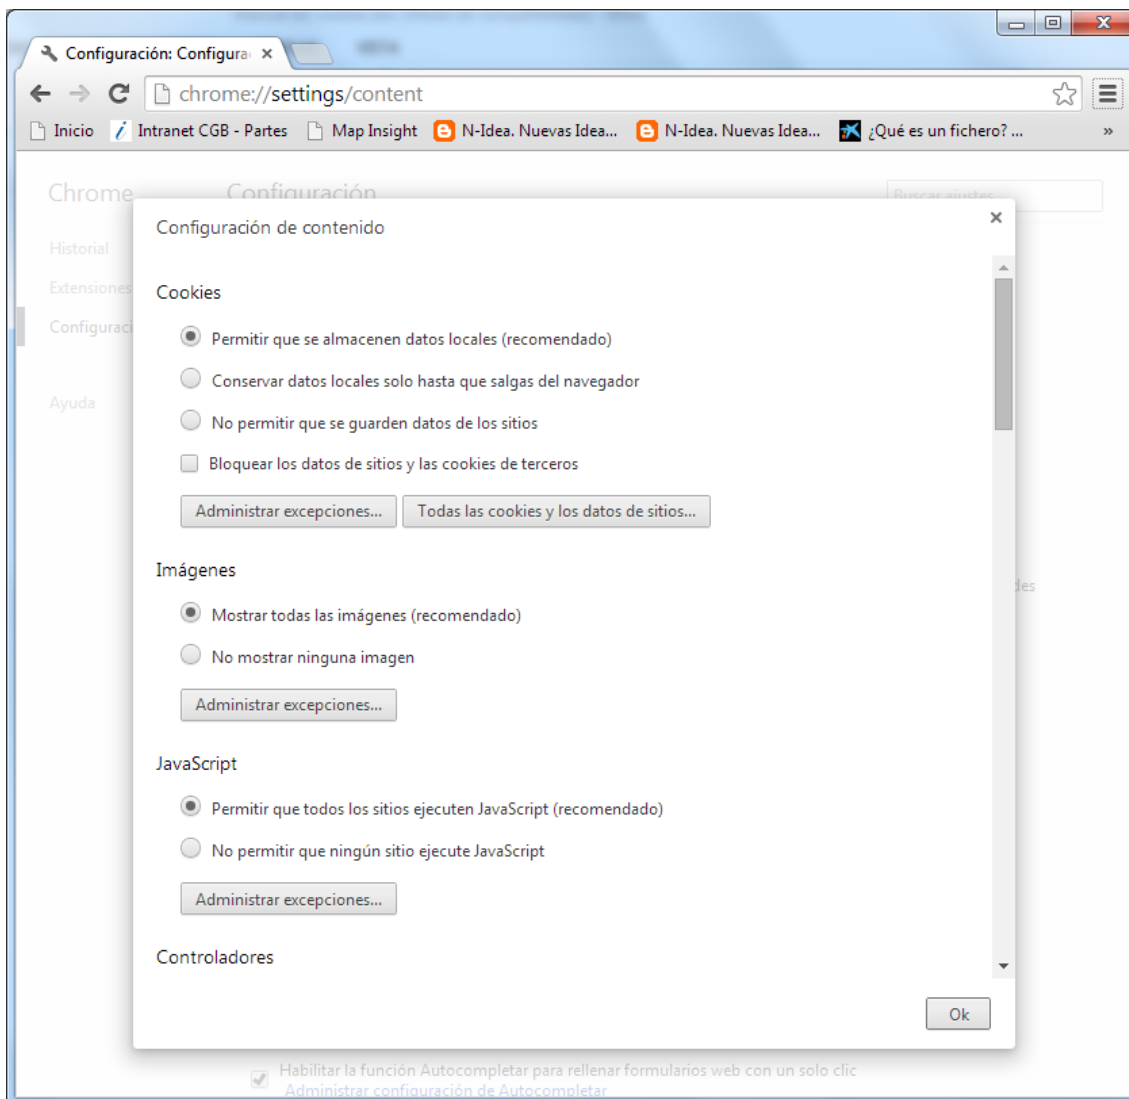 Configuración: Configura
chrome://settings/content
Inicio Intranet CGB - Partes Map Insight N-Idea. Nuevas Idea... N-Idea. Nuevas Idea... ¿Qué es un fichero? ... »
Chrome Configuración Buscar ajustes
Historial
Extensiones
Configuraci
Ayuda
Configuración de contenido
Cookies
Permitir que se almacenen datos locales (recomendado)
Conservar datos locales solo hasta que salgas del navegador
No permitir que se guarden datos de los sitios
Bloquear los datos de sitios y las cookies de terceros
Administrar excepciones... Todas las cookies y los datos de sitios...
Imágenes
des
Mostrar todas las imágenes (recomendado)
No mostrar ninguna imagen
Administrar excepciones...
JavaScript
Permitir que todos los sitios ejecuten JavaScript (recomendado)
No permitir que ningún sitio ejecute JavaScript
Administrar excepciones...
Controladores
Ok
Habilitar la función Autocompletar para rellenar formularios web con un solo clic
Administrar configuración de Autocompletar